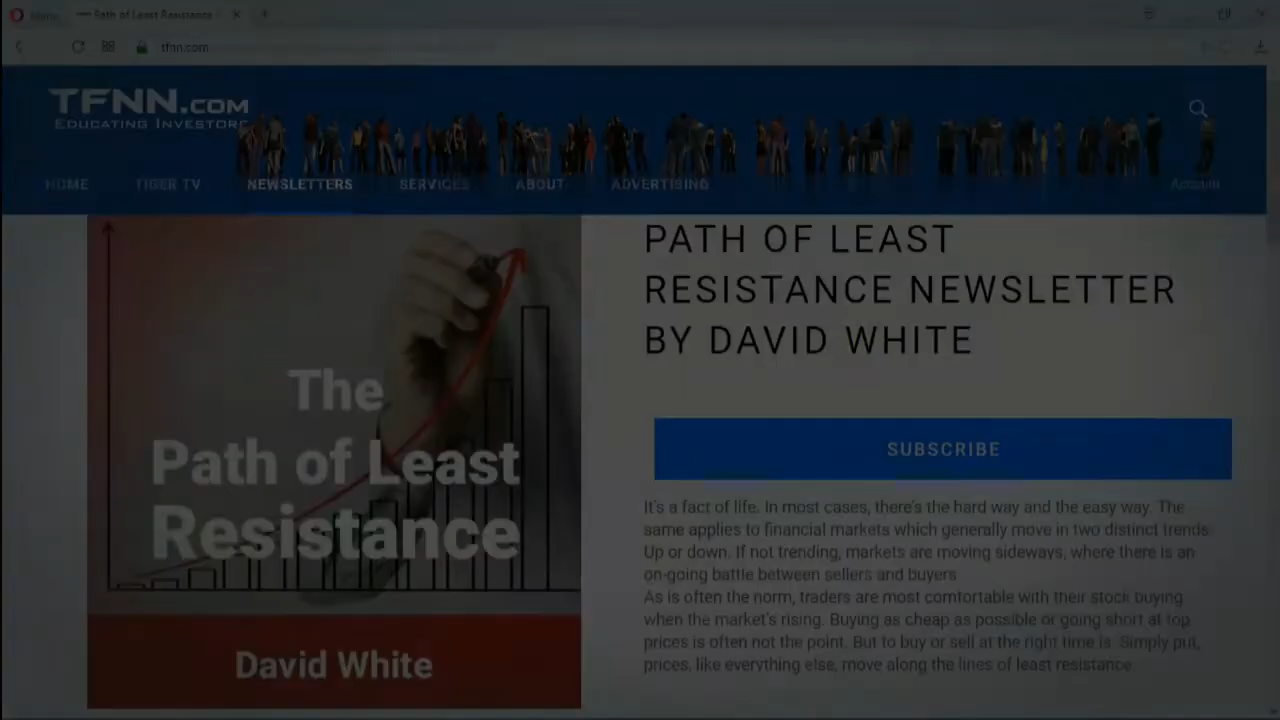 Home
Path of Least Resistance
tfnn.com
TFNN.COM
EDUCATING INVESTORS
HOME
TIGER TV
NEWSLETTERS
SERVICES
ABOUT
ADVERTISING
Account
The
Path of Least
Resistance
David White
PATH OF LEAST
RESISTANCE NEWSLETTER
BY DAVID WHITE
SUBSCRIBE
It's a fact of life. In most cases, there's the hard way and the easy way. The
same applies to financial markets which generally move in two distinct trends.
Up or down. If not trending, markets are moving sideways, where there is an
on-going battle between sellers and buyers
As is often the norm, traders are most comfortable with their stock buying
when the market's rising. Buying as cheap as possible or going short at top
prices is often not the point. But to buy or sell at the right time is. Simply put,
prices, like everything else, move along the lines of least resistance.